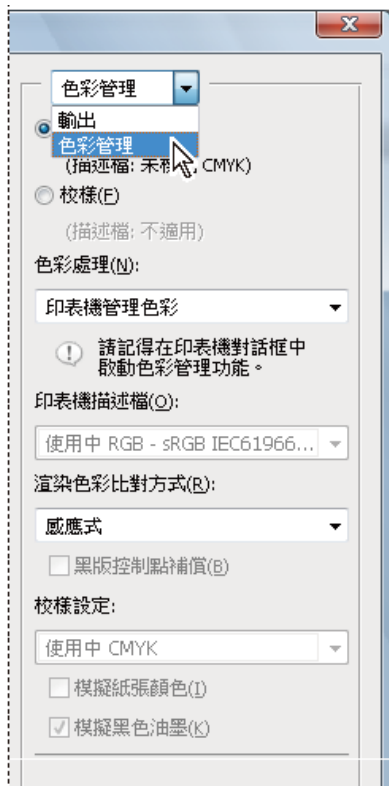 色彩管理
輸出
色彩管理
(描述檔: 未標 CMYK)
校樣(F)
(描述檔: 不適用)
色彩處理(N):
印表機管理色彩
請記得在印表機對話框中
啟動色彩管理功能。
印表機描述檔(O):
使用中 RGB - sRGB IEC61966...
渲染色彩比對方式(R):
感應式
黑版控制點補償(B)
校樣設定:
使用中 CMYK
模擬紙張顏色(I)
模擬黑色油墨(K)